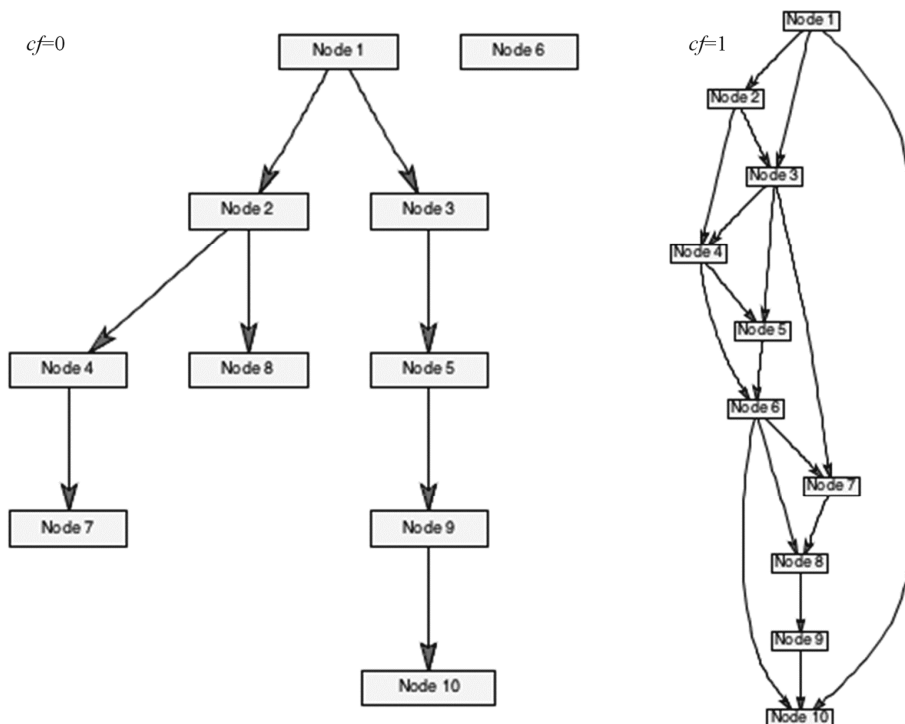 cf=0
Node 1
Node 6
Node 2
Node 3
Node 4
Node 8
Node 5
Node 7
Node 9
Node 10
cf=1
Node 1
Node 2
Node 3
Node 4
Node 5
Node 6
Node 7
Node 8
Node 9
Node 10